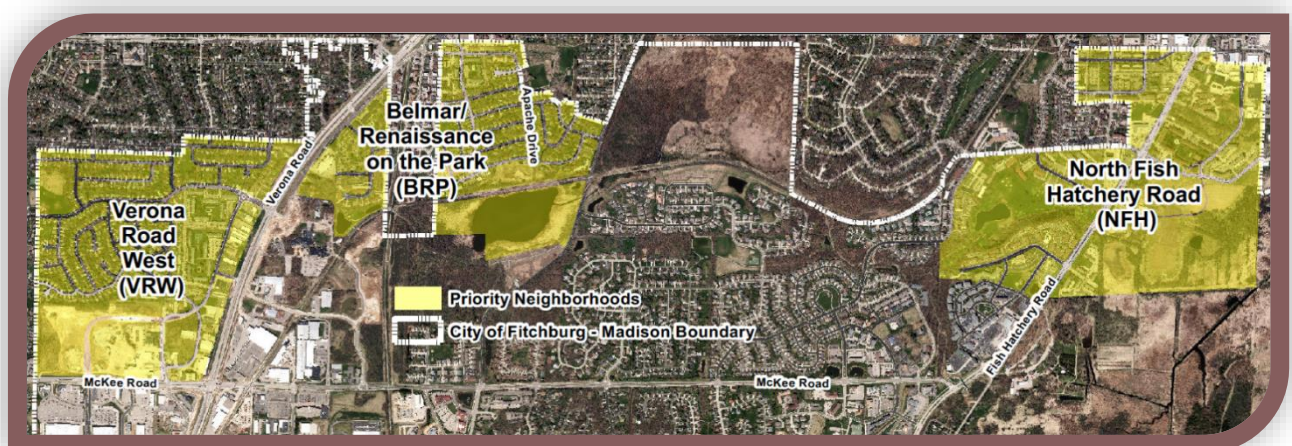 Verona Road
Belmar/
Renaissance
on the Park
(BRP)
Apache Drive
Verona
Road
West
(VRW)
North Fish
Hatchery Road
(NFH)
Priority Neighborhoods
City of Fitchburg - Madison Boundary
Fish Hatchery Road
McKee Road
McKee Road